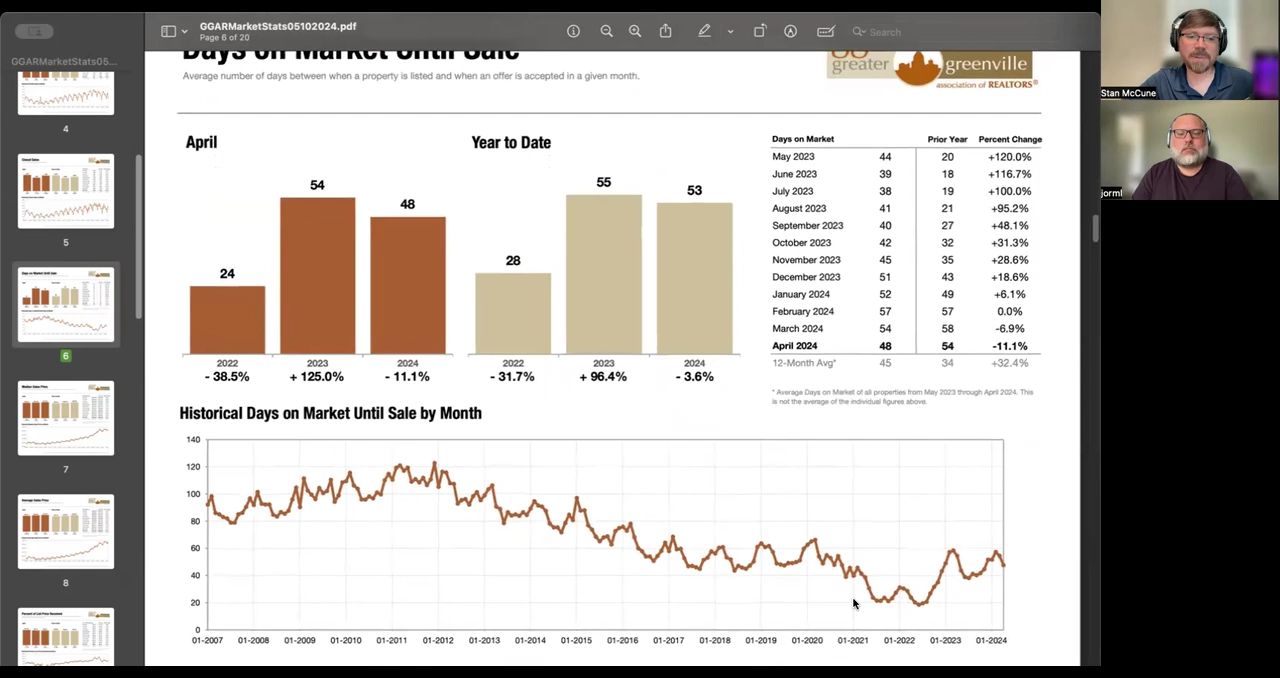 GGARMarketStats05102024.pdf
Page 6 of 20
Search
GGARMarketStats05...
4
5
6
7
8
Days on Market Until Sale
Average number of days between when a property is listed and when an offer is accepted in a given month.
greater greenville
association of REALTORS®
Stan McCune
jorml
April
54
48
24
2022 2023 2024
- 38.5% + 125.0% - 11.1%
Year to Date
55
53
28
2022 2023 2024
- 31.7% + 96.4% - 3.6%
Days on Market Prior Year Percent Change
May 2023 44 20 +120.0%
June 2023 39 18 +116.7%
July 2023 38 19 +100.0%
August 2023 41 21 +95.2%
September 2023 40 27 +48.1%
October 2023 42 32 +31.3%
November 2023 45 35 +28.6%
December 2023 51 43 +18.6%
January 2024 52 49 +6.1%
February 2024 57 57 0.0%
March 2024 54 58 -6.9%
April 2024 48 54 -11.1%
12-Month Avg* 45 34 +32.4%
* Average Days on Market of all properties from May 2023 through April 2024. This
is not the average of the individual figures above.
Historical Days on Market Until Sale by Month
140
120
100
80
60
40
20
0
01-2007 01-2008 01-2009 01-2010 01-2011 01-2012 01-2013 01-2014 01-2015 01-2016 01-2017 01-2018 01-2019 01-2020 01-2021 01-2022 01-2023 01-2024